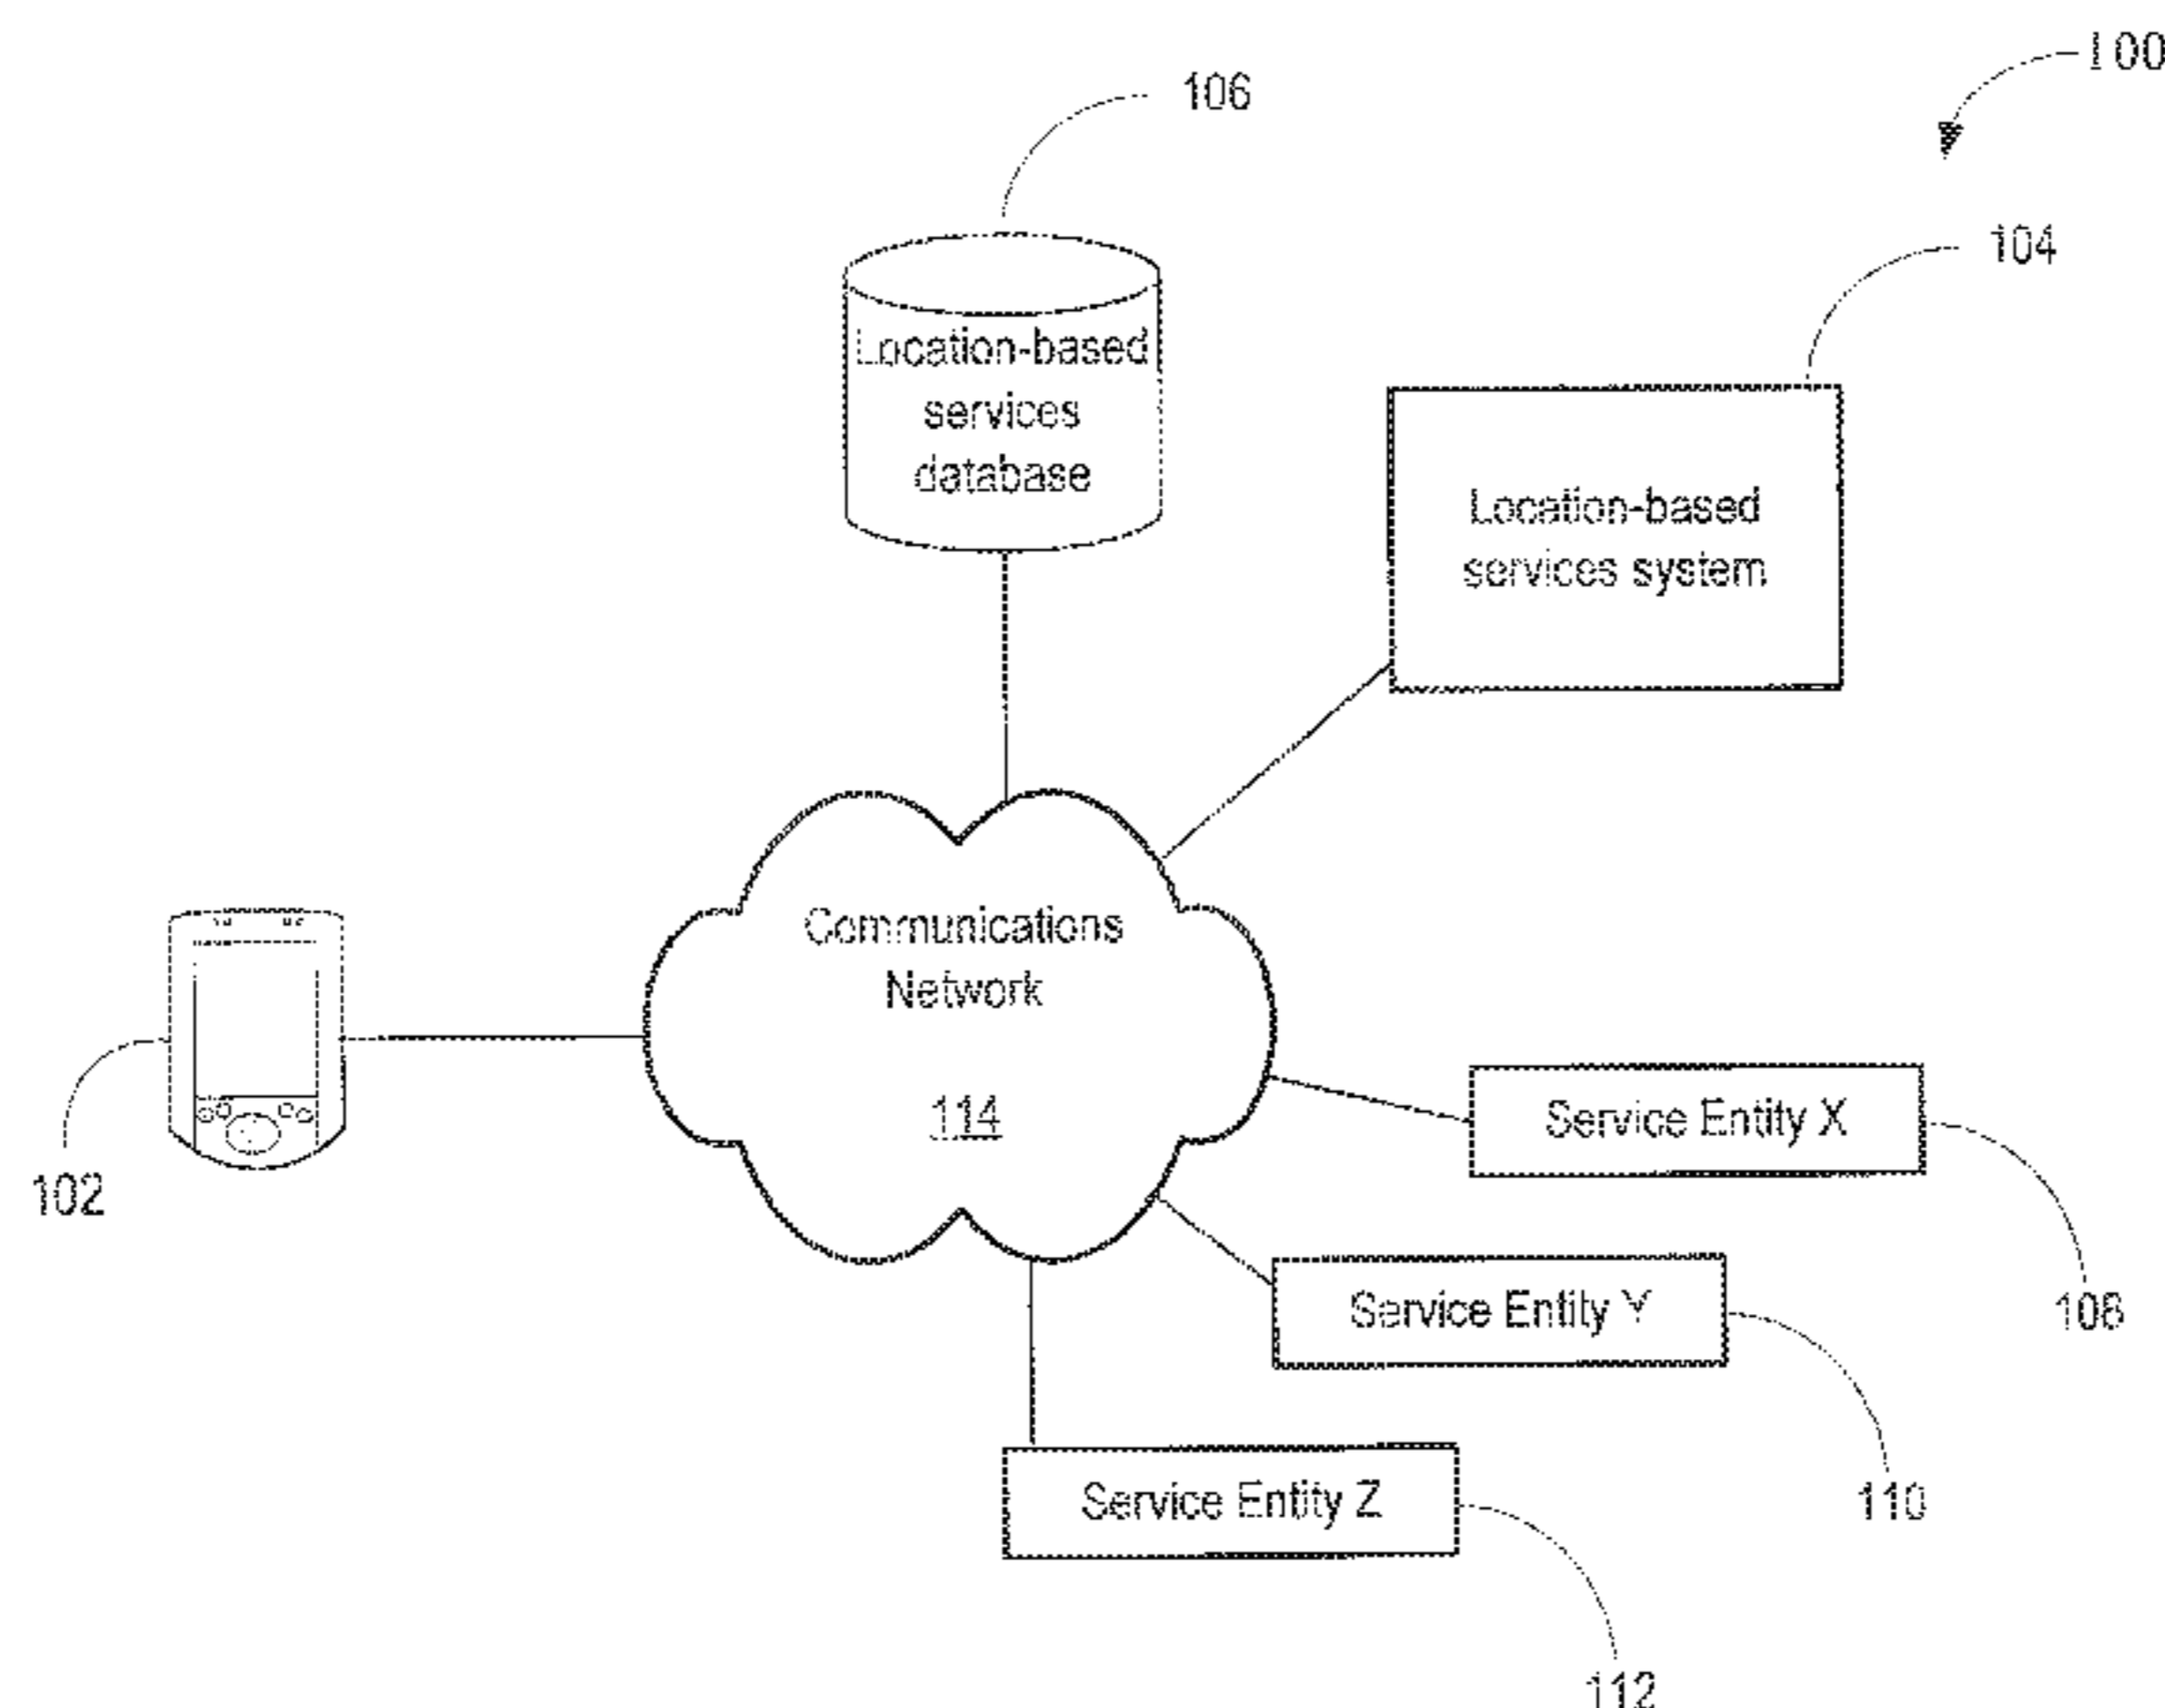 100
106
104
Location-based
services
database
Location-based
services system
Communications
Network
114
102
Service Entity X
108
Service Entity Y
110
Service Entity Z
112